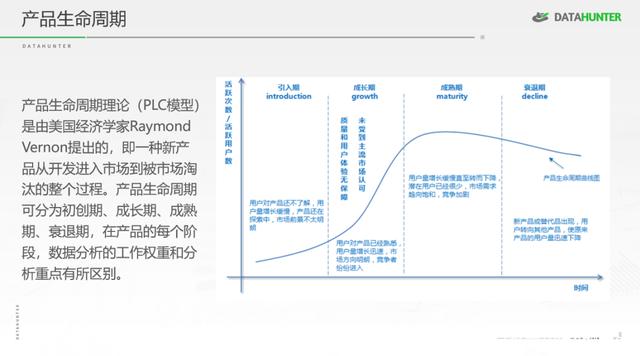 产品生命周期
DATAHUNTER
DATAHUNTER
产品生命周期理论（PLC模型）
是由美国经济学家Raymond
Vernon提出的，即一种新产
品从开发进入市场到被市场淘
汰的整个过程。产品生命周期
可分为初创期、成长期、成熟
期、衰退期，在产品的每个阶
段，数据分析的工作权重和分
析重点有所区别。
活跃次数/活跃用户数
引入期
introduction
成长期
growth
成熟期
maturity
衰退期
decline
未受到主流市场认可
质量和用户体验无保障
用户对产品还不了解，用
户量增长缓慢，产品还在
探索中，市场前景不太明
朗
用户对产品已经熟悉，用
户量增长迅速，市
场方向明朗，竞争者
纷纷进入
用户量增长缓慢直至转而下降，
潜在用户已经很少，市场需求
趋向饱和，竞争加剧
产品生命周期曲线图
新产品或替代品出现，用
户转向其他产品，使原来
产品的用户量迅速下降
时间
DATAHUNTER